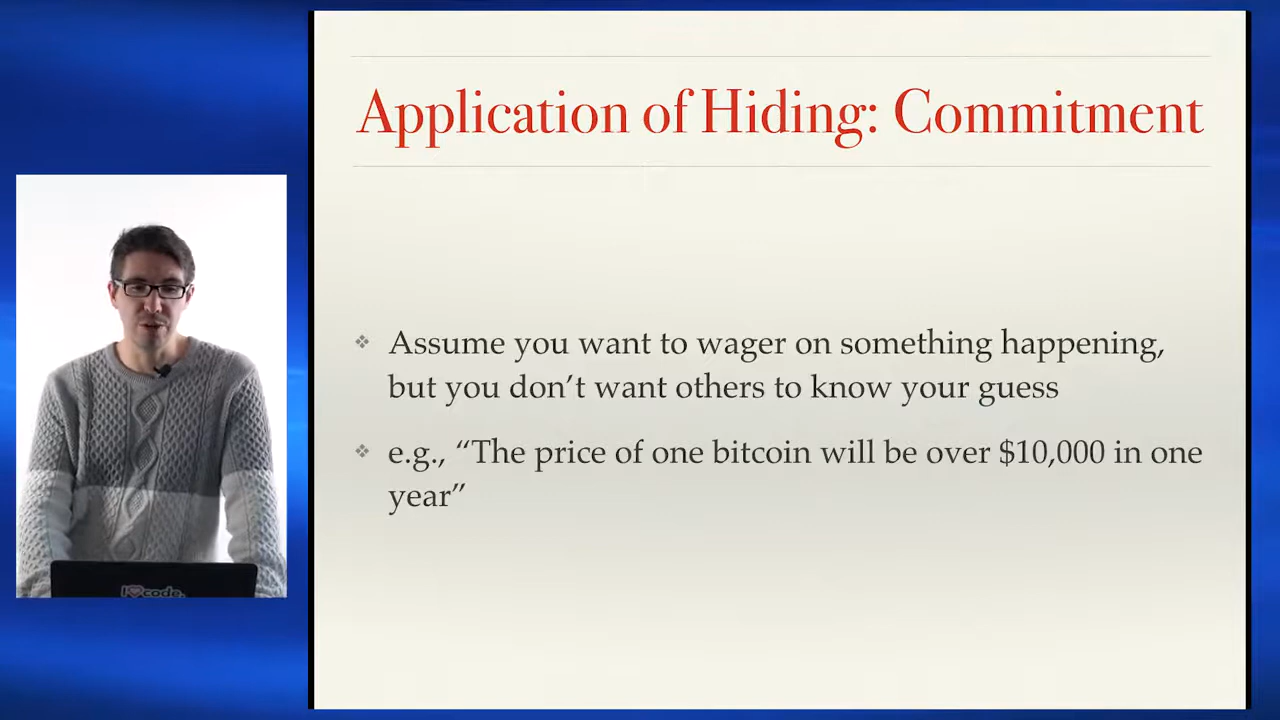 Application of Hiding: Commitment
Assume you want to wager on something happening,
but you don’t want others to know your guess
e.g., “The price of one bitcoin will be over $10,000 in one
year”
I code.